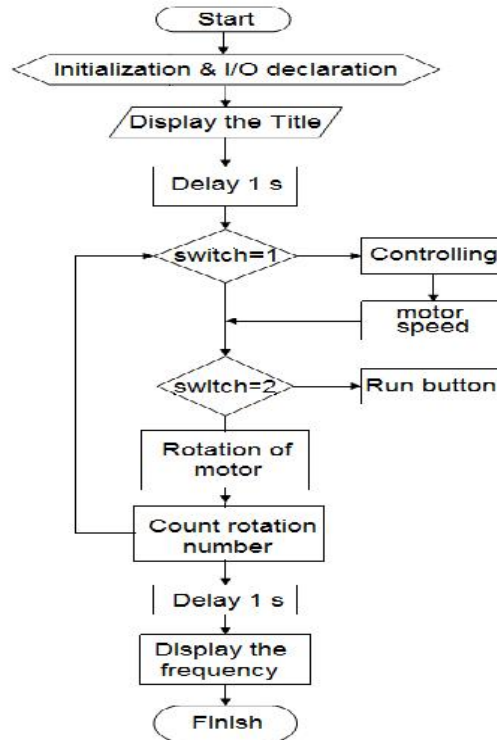 Start
Initialization & I/O declaration
Display the Title
Delay 1 s
switch=1
Controlling
motor
speed
switch=2
Run button
Rotation of
motor
Count rotation
number
Delay 1 s
Display the
frequency
Finish